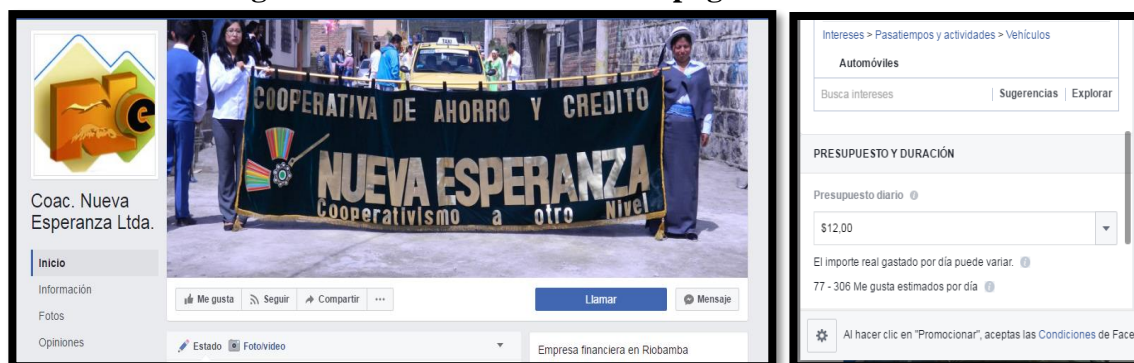 COOPERATIVA DE AHORRO Y CREDITO
NUEVA ESPERANZA
Cooperativismo a otro Nivel
TAXI
Coac. Nueva
Esperanza Ltda.
Inicio
Información
Fotos
Opiniones
Me gusta Seguir Compartir ...
Llamar
Mensaje
Estado Foto/video
Empresa financiera en Riobamba
Intereses > Pasatiempos y actividades > Vehículos
Automóviles
Busca intereses | Sugerencias | Explorar
PRESUPUESTO Y DURACIÓN
Presupuesto diario
$12,00
El importe real gastado por día puede variar.
77 - 306 Me gusta estimados por día
Al hacer clic en "Promocionar", aceptas las Condiciones de Face